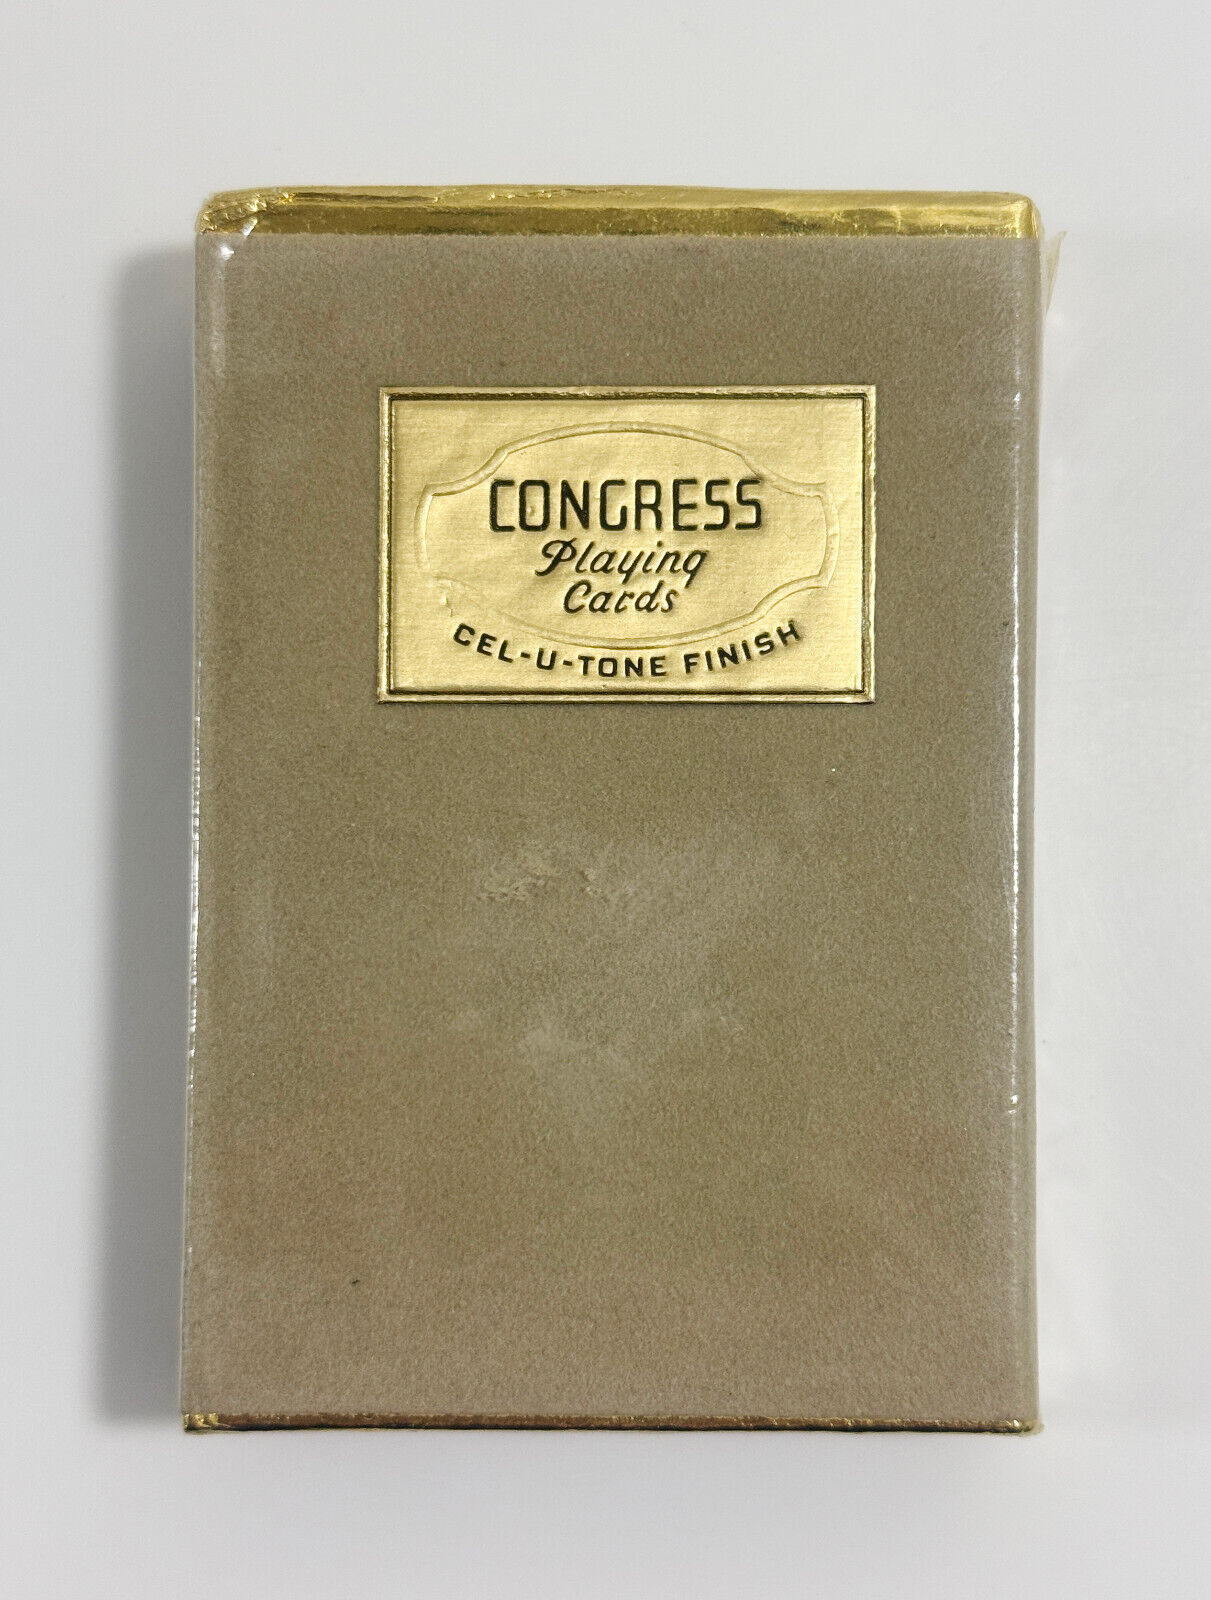 CONGRESS
Playing
Cards
CEL-U-TONE FINISH